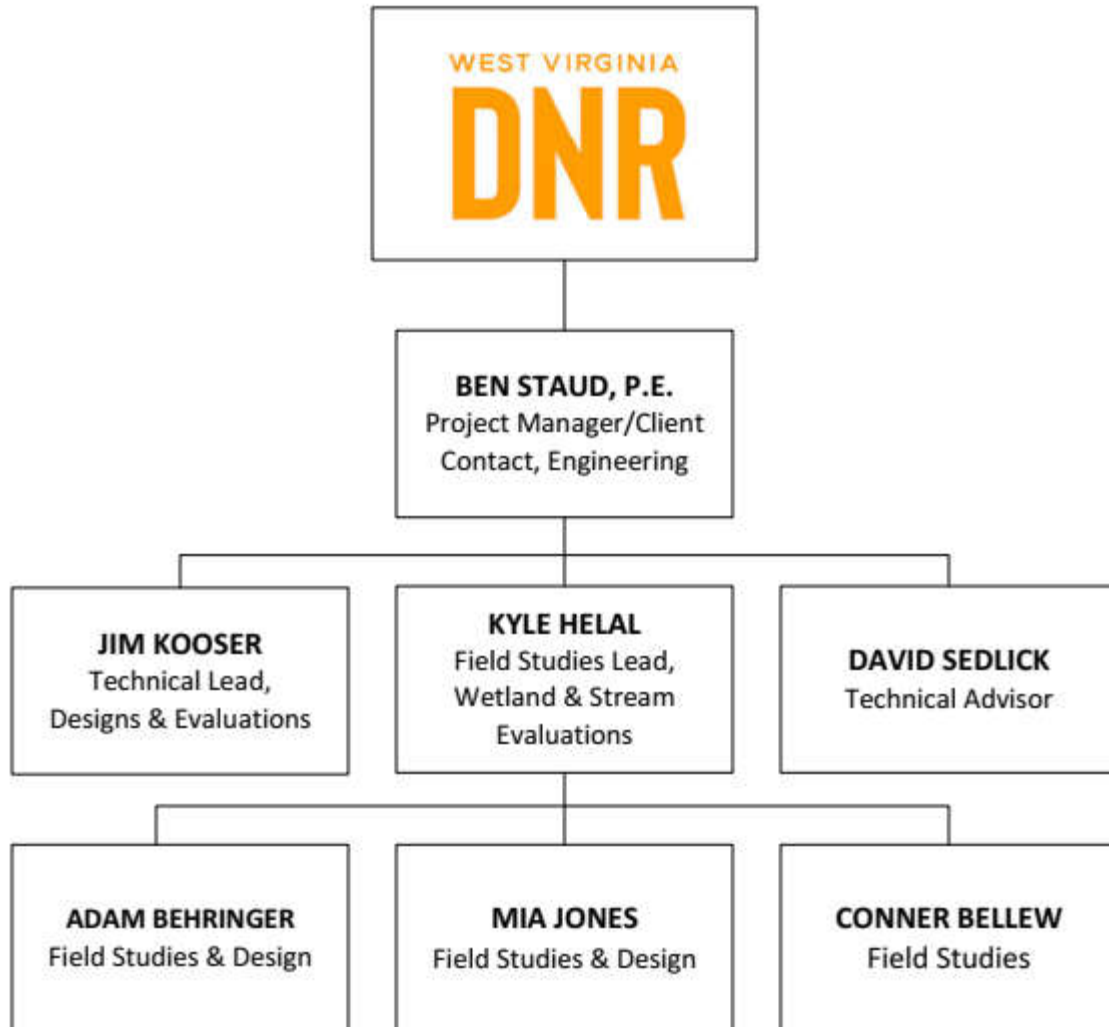 WEST VIRGINIA
DNR
BEN STAUD, P.E.
Project Manager/Client
Contact, Engineering
JIM KOOSER
Technical Lead,
Designs & Evaluations
KYLE HELAL
Field Studies Lead,
Wetland & Stream
Evaluations
DAVID SEDLICK
Technical Advisor
ADAM BEHRINGER
Field Studies & Design
MIA JONES
Field Studies & Design
CONNER BELLEW
Field Studies